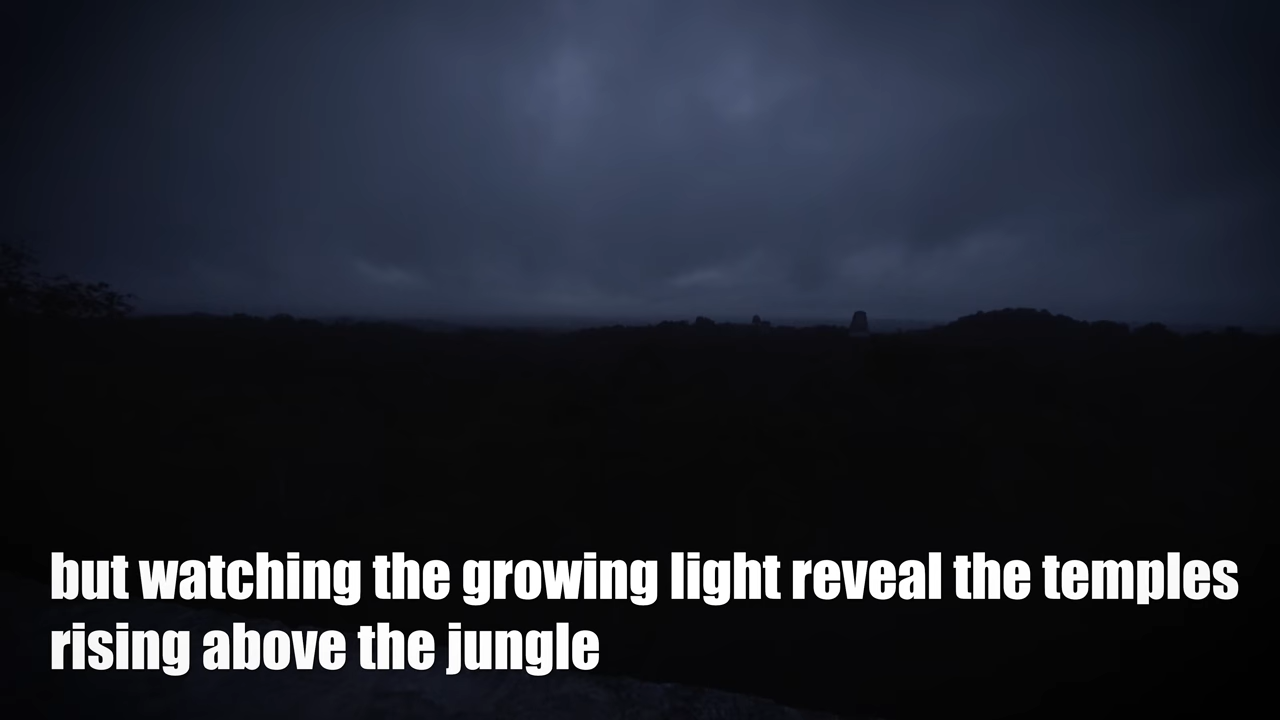 but watching the growing light reveal the temples
rising above the jungle